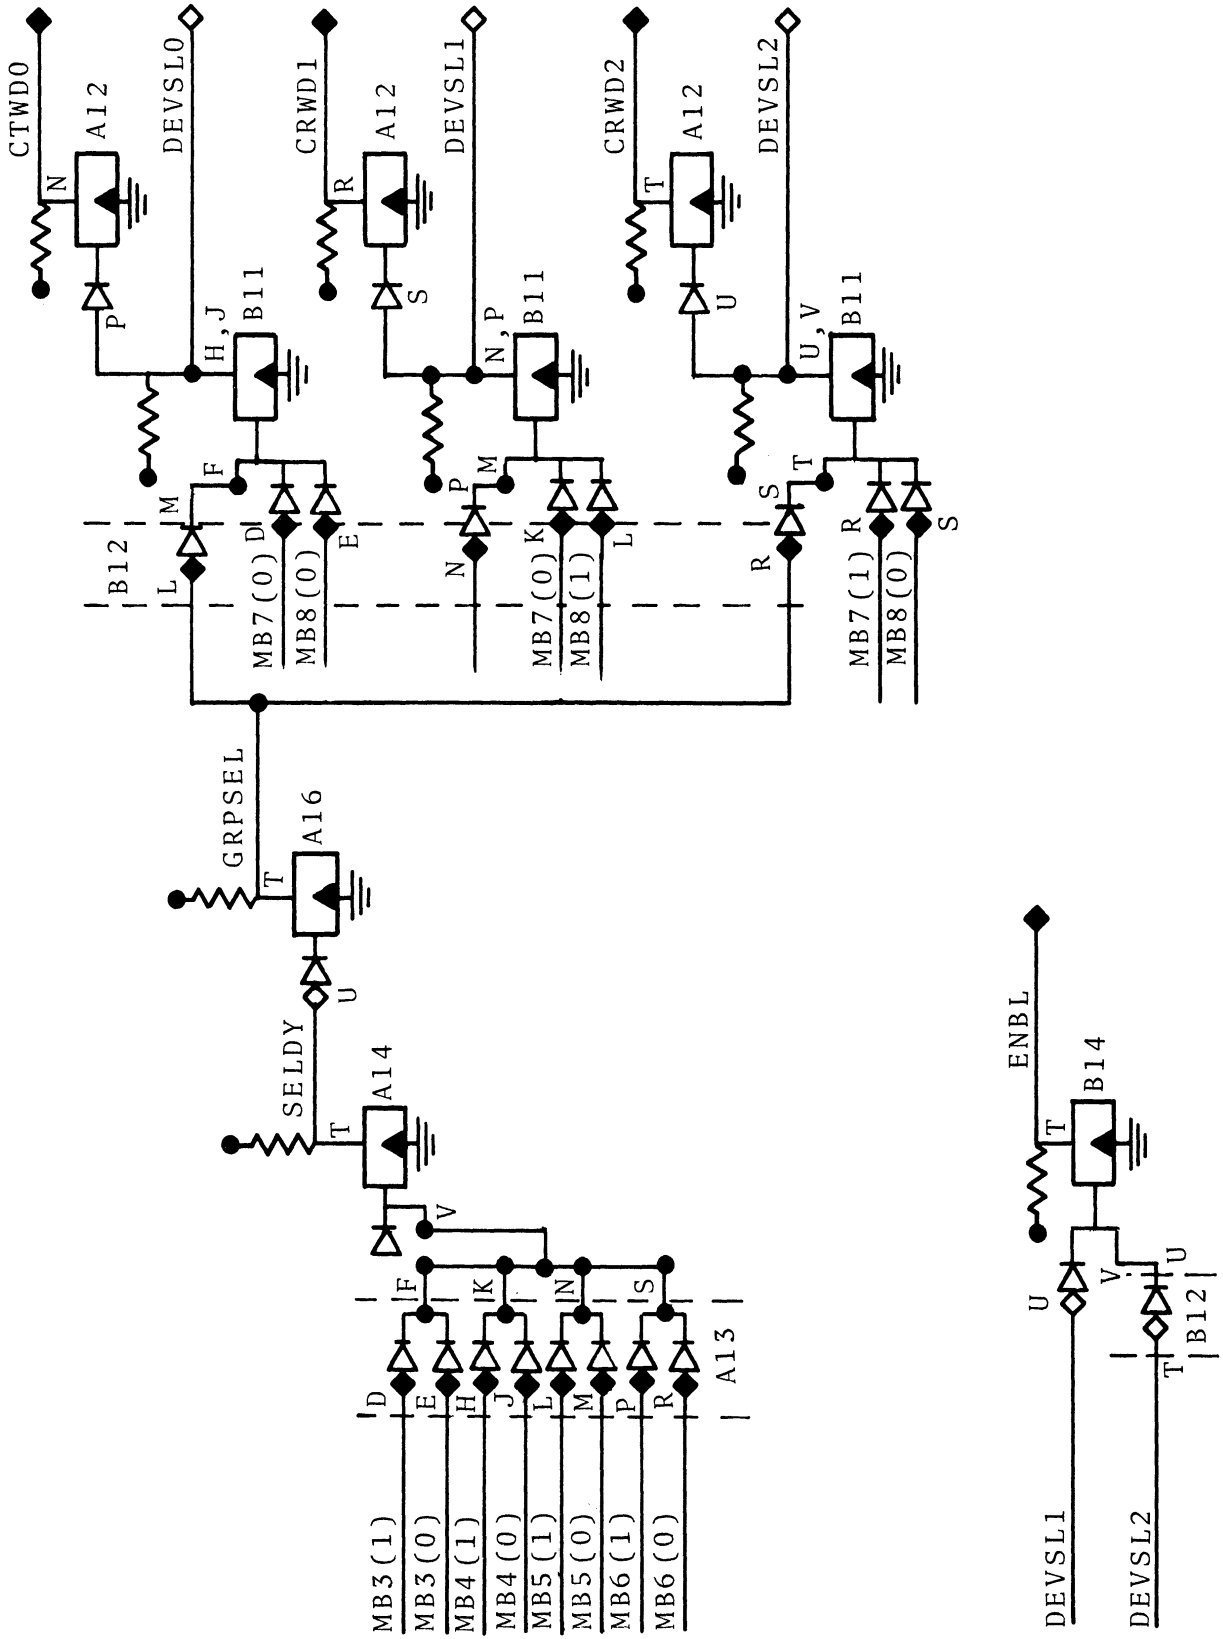 CTWD0
N
A12
P
DEVSL0
H,J
B11
F
M
B12
L
D
MB7(0)
E
MB8(0)
CRWD1
R
A12
S
DEVSL1
N,P
B11
M
P
N
K
MB7(0)
L
MB8(1)
CRWD2
T
A12
U
DEVSL2
U,V
B11
T
S
R
R
MB7(1)
S
MB8(0)
GRPSEL
T
A16
U
SELDY
T
A14
V
F
K
N
S
A13
D
E
H
J
L
M
P
R
MB3(1)
MB3(0)
MB4(1)
MB4(0)
MB5(1)
MB5(0)
MB6(1)
MB6(0)
ENBL
T
B14
U
V
U
B12
T
DEVSL1
DEVSL2